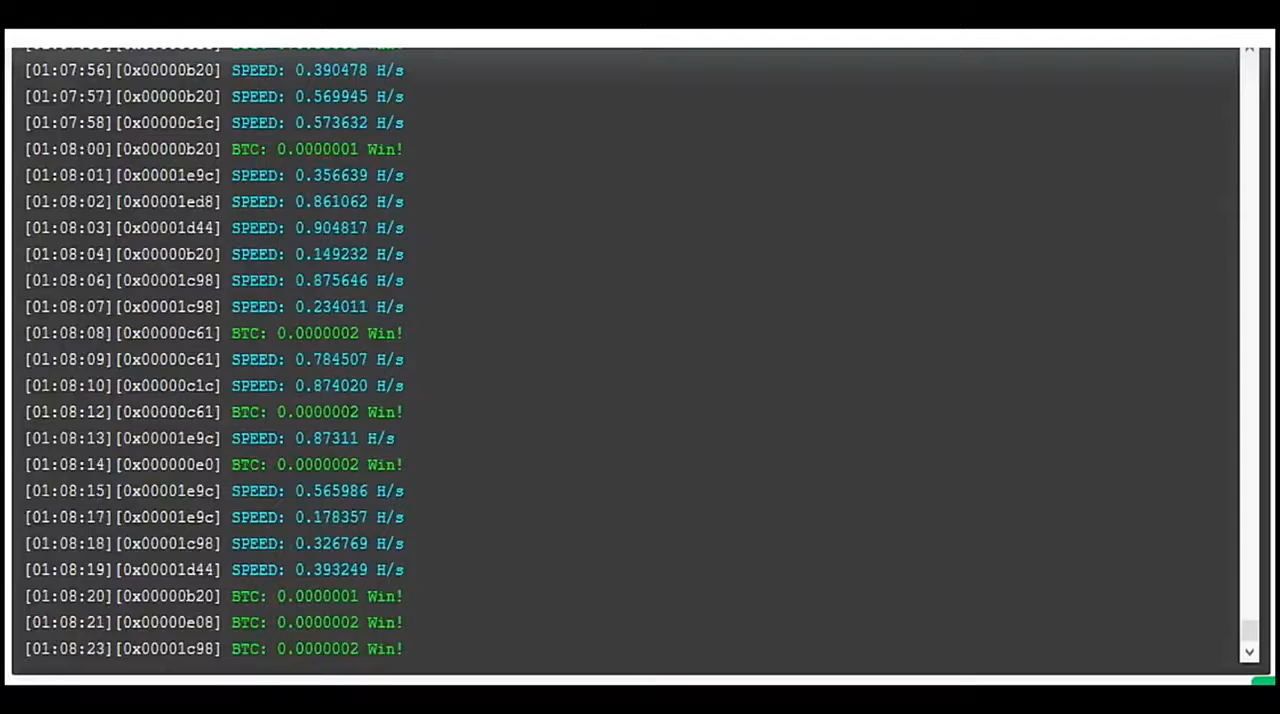 [01:07:56][0x00000b20] SPEED: 0.390478 H/s
[01:07:57][0x00000b20] SPEED: 0.569945 H/s
[01:07:58][0x00000c1c] SPEED: 0.573632 H/s
[01:08:00][0x00000b20] BTC: 0.0000001 Win!
[01:08:01][0x00001e9c] SPEED: 0.356639 H/s
[01:08:02][0x00001ed8] SPEED: 0.861062 H/s
[01:08:03][0x00001d44] SPEED: 0.904817 H/s
[01:08:04][0x00000b20] SPEED: 0.149232 H/s
[01:08:06][0x00001c98] SPEED: 0.875646 H/s
[01:08:07][0x00001c98] SPEED: 0.234011 H/s
[01:08:08][0x00000c61] BTC: 0.0000002 Win!
[01:08:09][0x00000c61] SPEED: 0.784507 H/s
[01:08:10][0x00000c1c] SPEED: 0.874020 H/s
[01:08:12][0x00000c61] BTC: 0.0000002 Win!
[01:08:13][0x00001e9c] SPEED: 0.87311 H/s
[01:08:14][0x000000e0] BTC: 0.0000002 Win!
[01:08:15][0x00001e9c] SPEED: 0.565986 H/s
[01:08:17][0x00001e9c] SPEED: 0.178357 H/s
[01:08:18][0x00001c98] SPEED: 0.326769 H/s
[01:08:19][0x00001d44] SPEED: 0.393249 H/s
[01:08:20][0x00000b20] BTC: 0.0000001 Win!
[01:08:21][0x00000e08] BTC: 0.0000002 Win!
[01:08:23][0x00001c98] BTC: 0.0000002 Win!